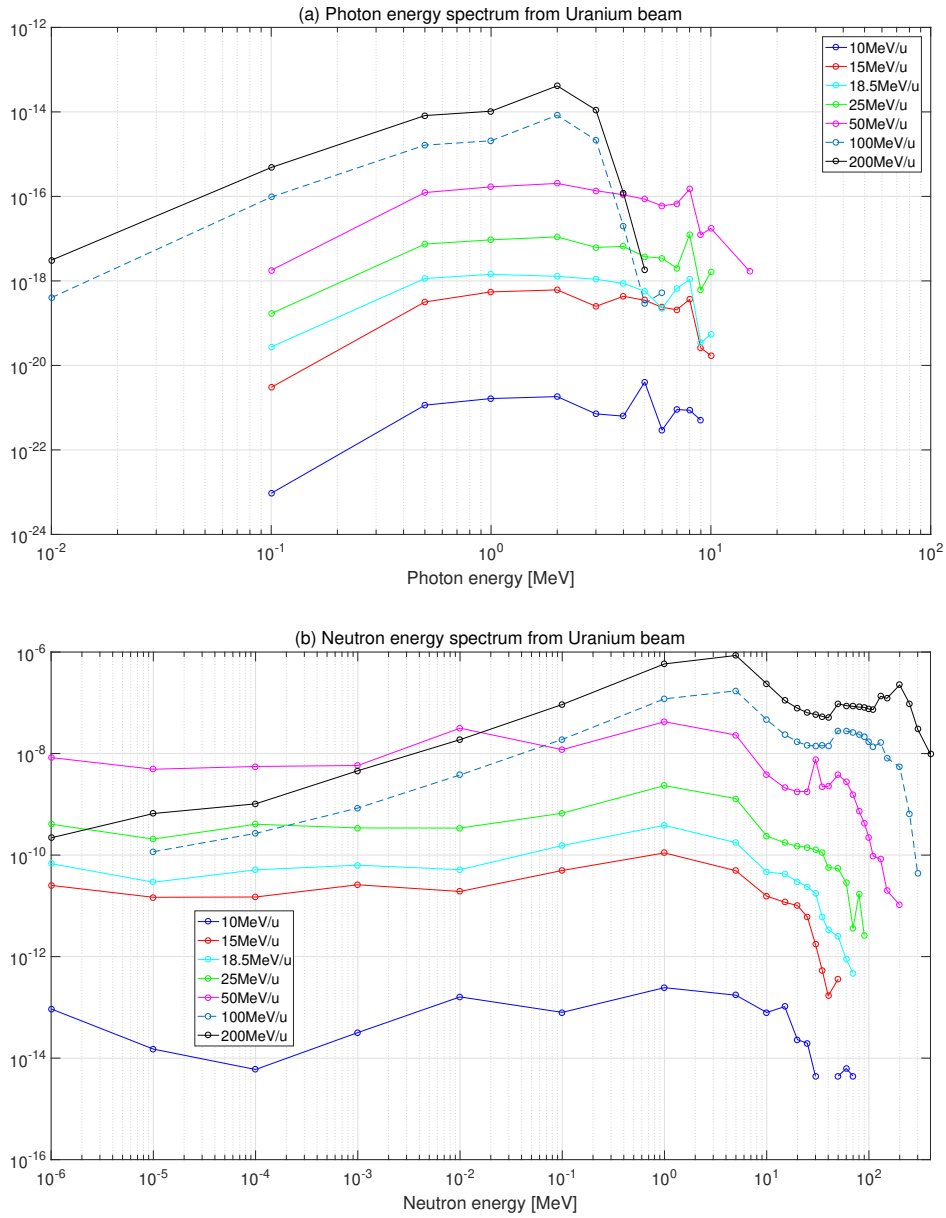 (a) Photon energy spectrum from Uranium beam
10^-12
10^-14
10^-16
10^-18
10^-20
10^-22
10^-24
10MeV/u
15MeV/u
18.5MeV/u
25MeV/u
50MeV/u
100MeV/u
200MeV/u
10^-2 10^-1 10^0 10^1 10^2
Photon energy [MeV]
(b) Neutron energy spectrum from Uranium beam
10^-6
10^-8
10^-10
10^-12
10^-14
10^-16
10MeV/u
15MeV/u
18.5MeV/u
25MeV/u
50MeV/u
100MeV/u
200MeV/u
10^-6 10^-5 10^-4 10^-3 10^-2 10^-1 10^0 10^1 10^2
Neutron energy [MeV]